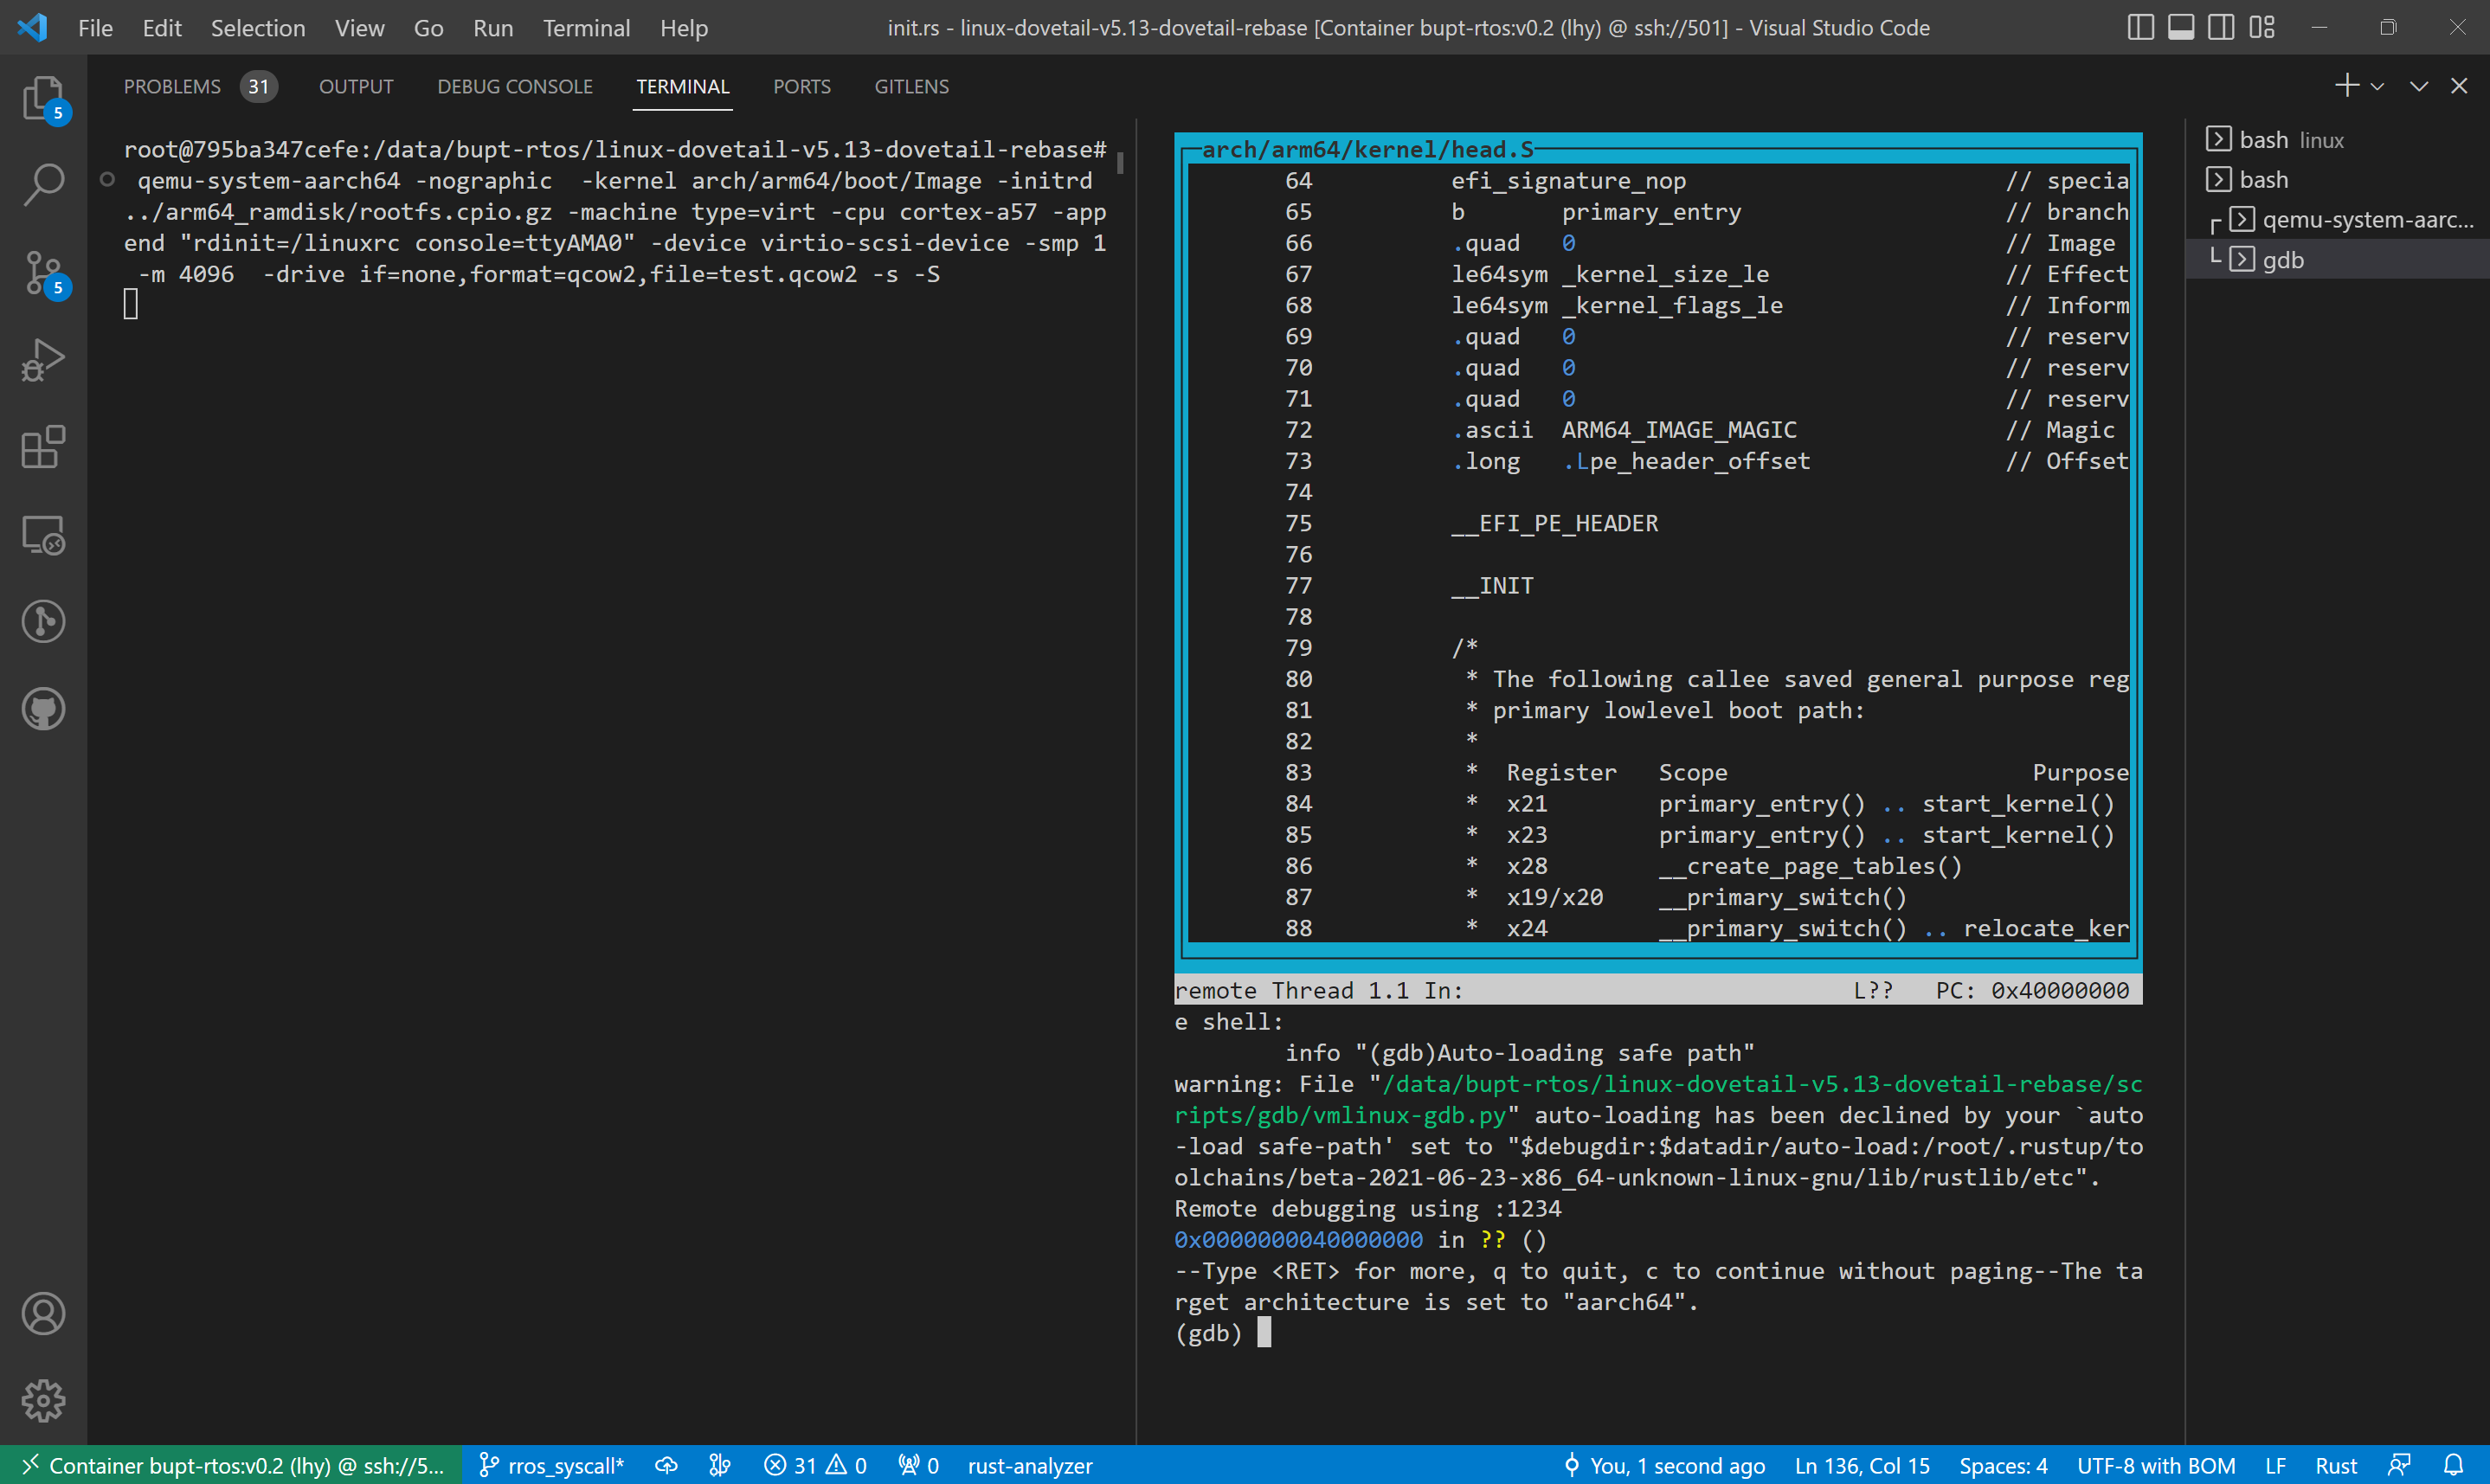 File Edit Selection View Go Run Terminal Help
init.rs - linux-dovetail-v5.13-dovetail-rebase [Container bupt-rtos:v0.2 (lhy) @ ssh://501] - Visual Studio Code
PROBLEMS 31 OUTPUT DEBUG CONSOLE TERMINAL PORTS GITLENS
5
5
root@795ba347cefe:/data/bupt-rtos/linux-dovetail-v5.13-dovetail-rebase#
qemu-system-aarch64 -nographic  -kernel arch/arm64/boot/Image -initrd
../arm64_ramdisk/rootfs.cpio.gz -machine type=virt -cpu cortex-a57 -app
end "rdinit=/linuxrc console=ttyAMA0" -device virtio-scsi-device -smp 1
-m 4096  -drive if=none,format=qcow2,file=test.qcow2 -s -S
arch/arm64/kernel/head.S
64 efi_signature_nop // specia
65 b primary_entry // branch
66 .quad 0 // Image
67 le64sym _kernel_size_le // Effect
68 le64sym _kernel_flags_le // Inform
69 .quad 0 // reserv
70 .quad 0 // reserv
71 .quad 0 // reserv
72 .ascii ARM64_IMAGE_MAGIC // Magic
73 .long .Lpe_header_offset // Offset
74
75 __EFI_PE_HEADER
76
77 __INIT
78
79 /*
80 * The following callee saved general purpose reg
81 * primary lowlevel boot path:
82 *
83 * Register Scope Purpose
84 * x21 primary_entry() .. start_kernel()
85 * x23 primary_entry() .. start_kernel()
86 * x28 __create_page_tables()
87 * x19/x20 __primary_switch()
88 * x24 __primary_switch() .. relocate_ker
remote Thread 1.1 In: L?? PC: 0x40000000
e shell:
info "(gdb)Auto-loading safe path"
warning: File "/data/bupt-rtos/linux-dovetail-v5.13-dovetail-rebase/sc
ripts/gdb/vmlinux-gdb.py" auto-loading has been declined by your `auto
-load safe-path' set to "$debugdir:$datadir/auto-load:/root/.rustup/to
olchains/beta-2021-06-23-x86_64-unknown-linux-gnu/lib/rustlib/etc".
Remote debugging using :1234
0x0000000040000000 in ?? ()
--Type <RET> for more, q to quit, c to continue without paging--The ta
rget architecture is set to "aarch64".
(gdb)
bash linux
bash
qemu-system-aarc...
gdb
Container bupt-rtos:v0.2 (lhy) @ ssh://5... rros_syscall* 31 0 0 rust-analyzer You, 1 second ago Ln 136, Col 15 Spaces: 4 UTF-8 with BOM LF Rust